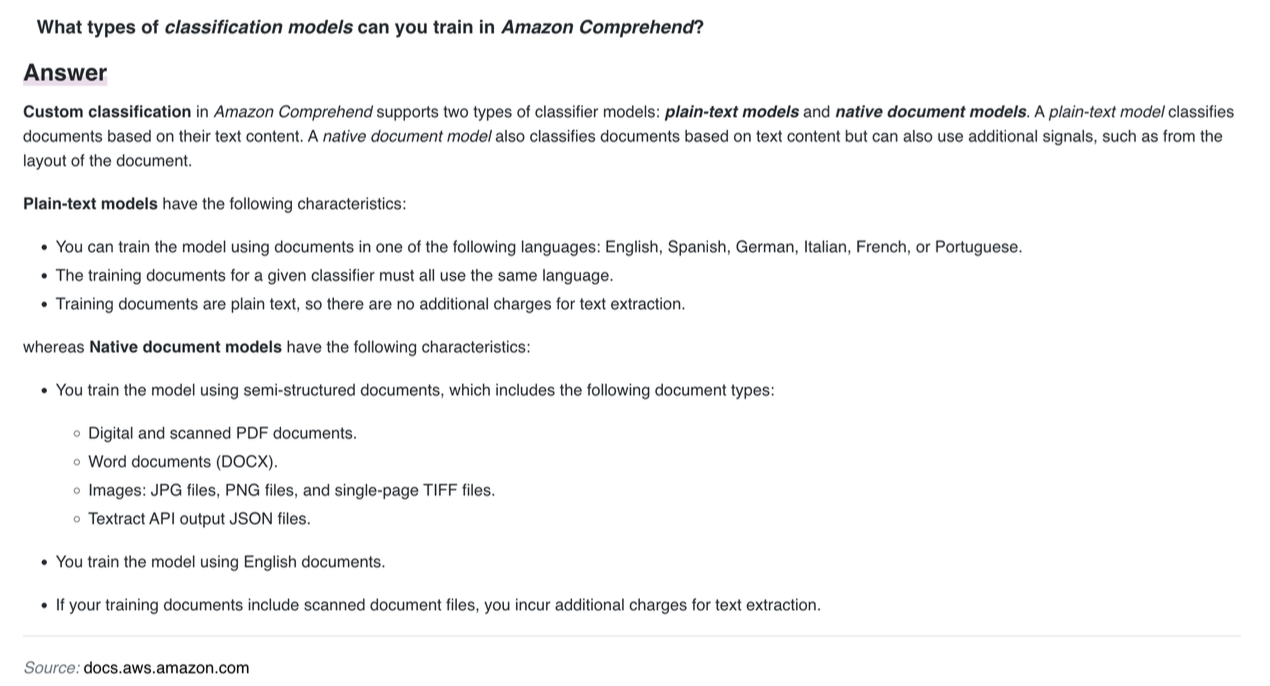 What types of classification models can you train in Amazon Comprehend?
Answer
Custom classification in Amazon Comprehend supports two types of classifier models: plain-text models and native document models. A plain-text model classifies
documents based on their text content. A native document model also classifies documents based on text content but can also use additional signals, such as from the
layout of the document.
Plain-text models have the following characteristics:
• You can train the model using documents in one of the following languages: English, Spanish, German, Italian, French, or Portuguese.
• The training documents for a given classifier must all use the same language.
• Training documents are plain text, so there are no additional charges for text extraction.
whereas Native document models have the following characteristics:
• You train the model using semi-structured documents, which includes the following document types:
◦ Digital and scanned PDF documents.
◦ Word documents (DOCX).
◦ Images: JPG files, PNG files, and single-page TIFF files.
◦ Textract API output JSON files.
• You train the model using English documents.
• If your training documents include scanned document files, you incur additional charges for text extraction.
Source: docs.aws.amazon.com